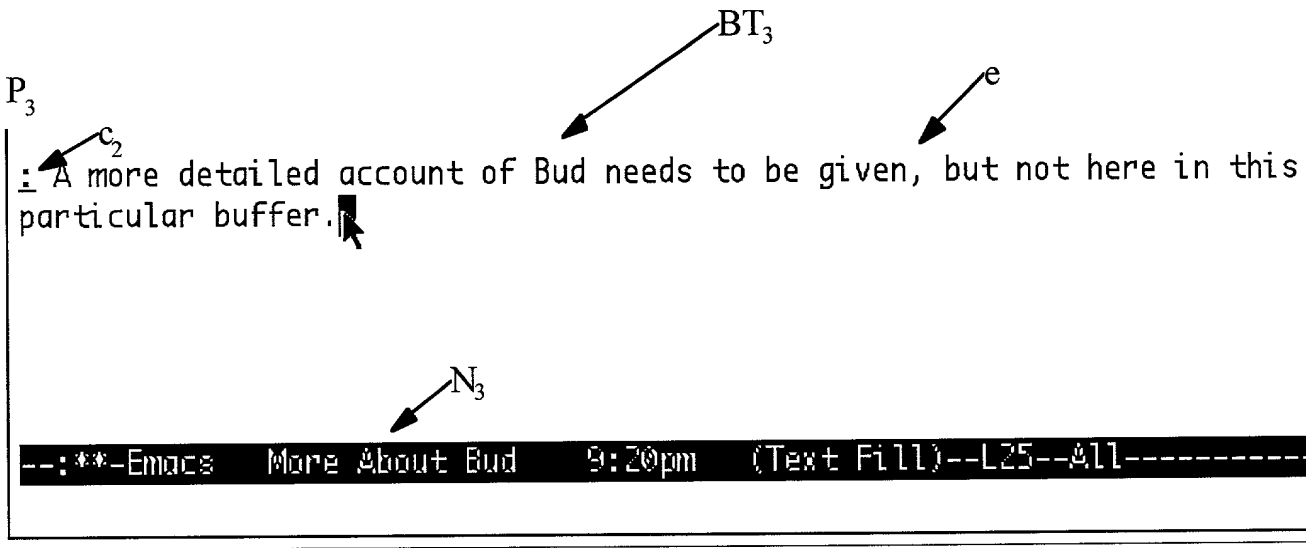 BT3
e
P3
c2
: A more detailed account of Bud needs to be given, but not here in this
particular buffer.
N3
--:**-Emacs More About Bud 9:20pm (Text Fill)--L25--All-----------